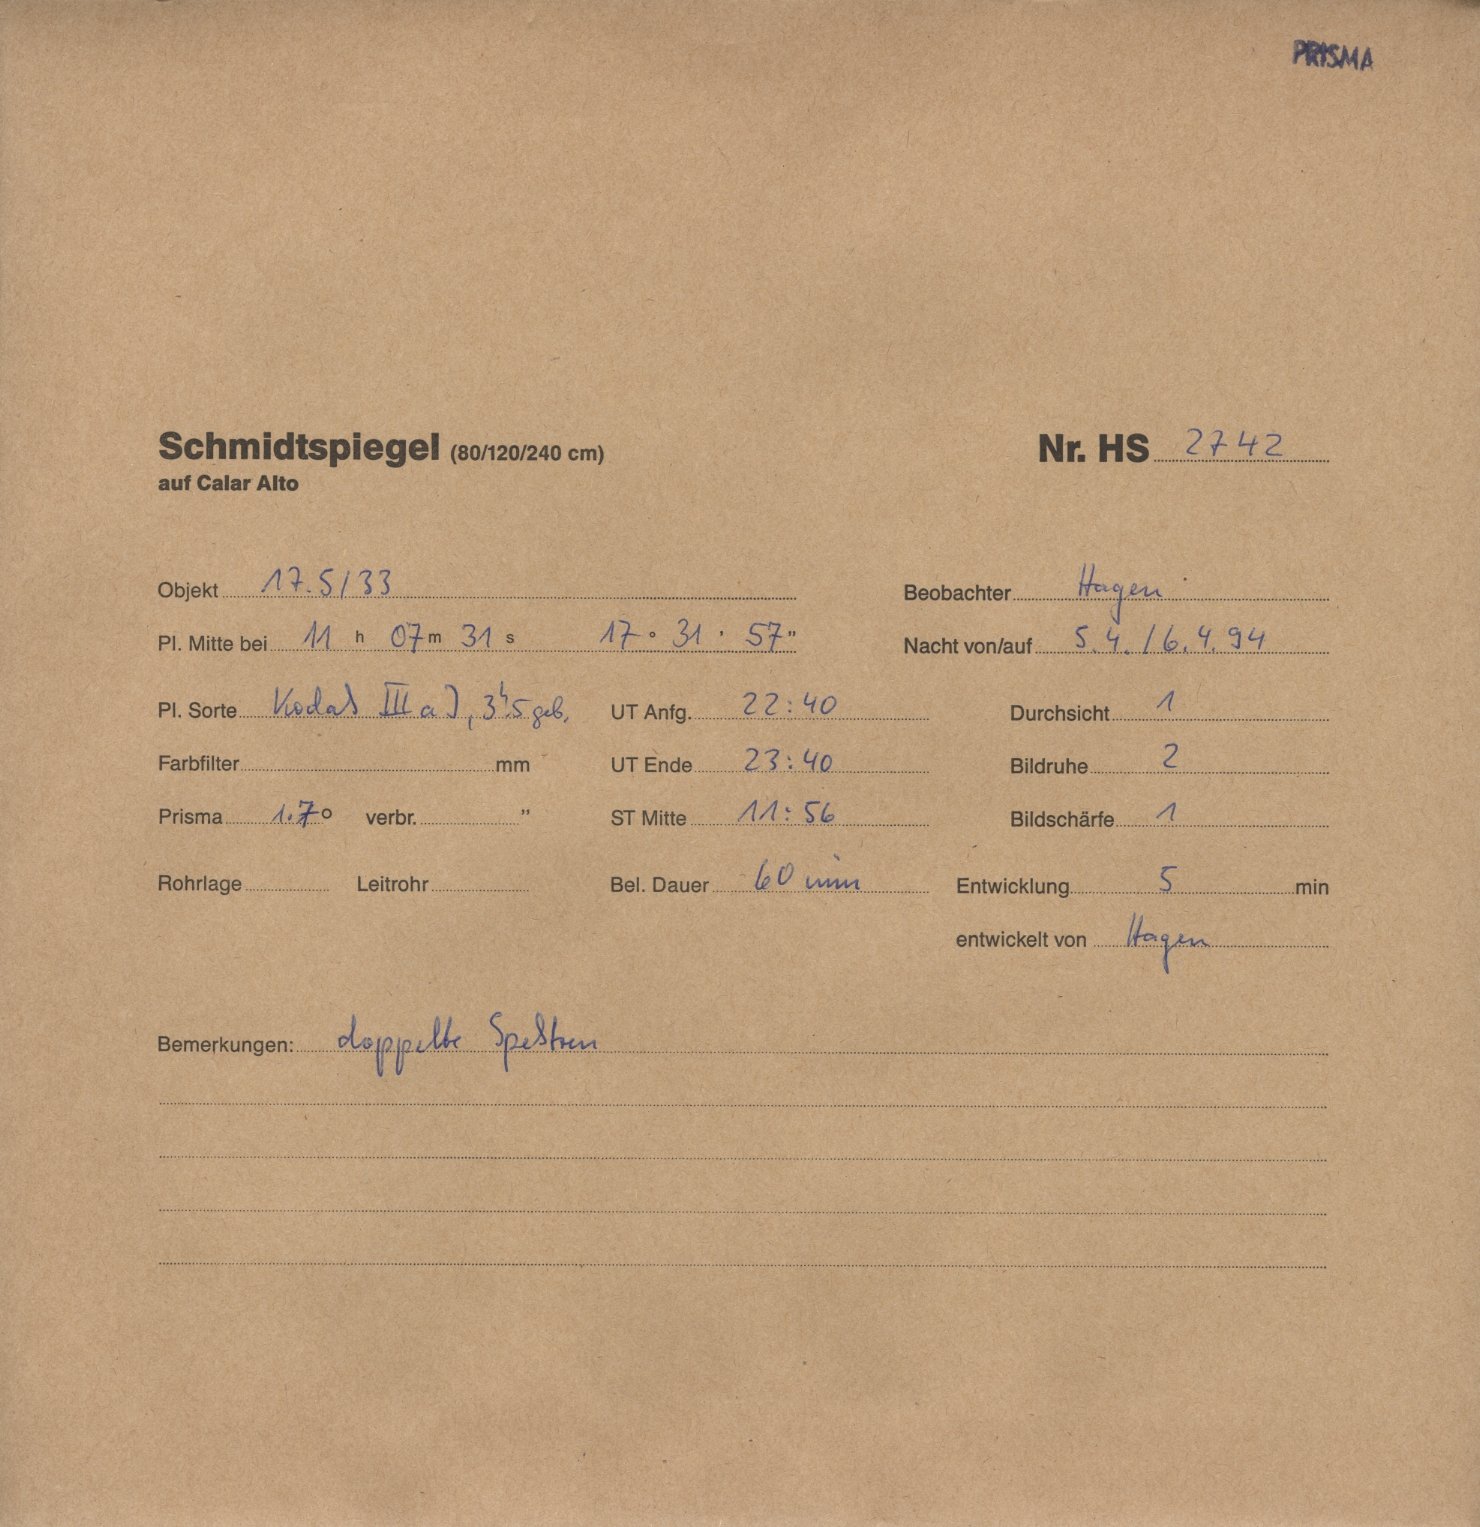 PRISMA
Schmidtspiegel (80/120/240 cm) Nr. HS 2742
auf Calar Alto
Objekt 17.5/33 Beobachter Hagen
Pl. Mitte bei 11 h 07 m 31 s 17 ° 31 ' 57 " Nacht von/auf 5.4./6.4.94
Pl. Sorte Kodak IIIaJ, 3h.5 geb. UT Anfg. 22:40 Durchsicht 1
Farbfilter mm UT Ende 23:40 Bildruhe 2
Prisma 1.7° verbr. " ST Mitte 11:56 Bildschärfe 1
Rohrlage Leitrohr Bel. Dauer 60 min Entwicklung 5 min
entwickelt von Hagen
Bemerkungen: doppelte Spektren